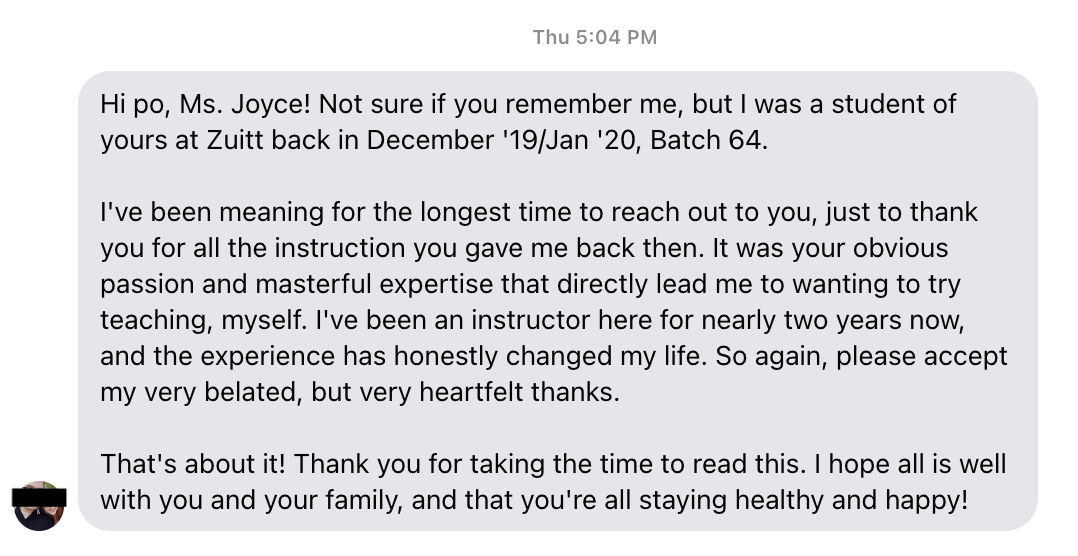 Thu 5:04 PM
Hi po, Ms. Joyce! Not sure if you remember me, but I was a student of
yours at Zuitt back in December '19/Jan '20, Batch 64.
I've been meaning for the longest time to reach out to you, just to thank
you for all the instruction you gave me back then. It was your obvious
passion and masterful expertise that directly lead me to wanting to try
teaching, myself. I've been an instructor here for nearly two years now,
and the experience has honestly changed my life. So again, please accept
my very belated, but very heartfelt thanks.
That's about it! Thank you for taking the time to read this. I hope all is well
with you and your family, and that you're all staying healthy and happy!